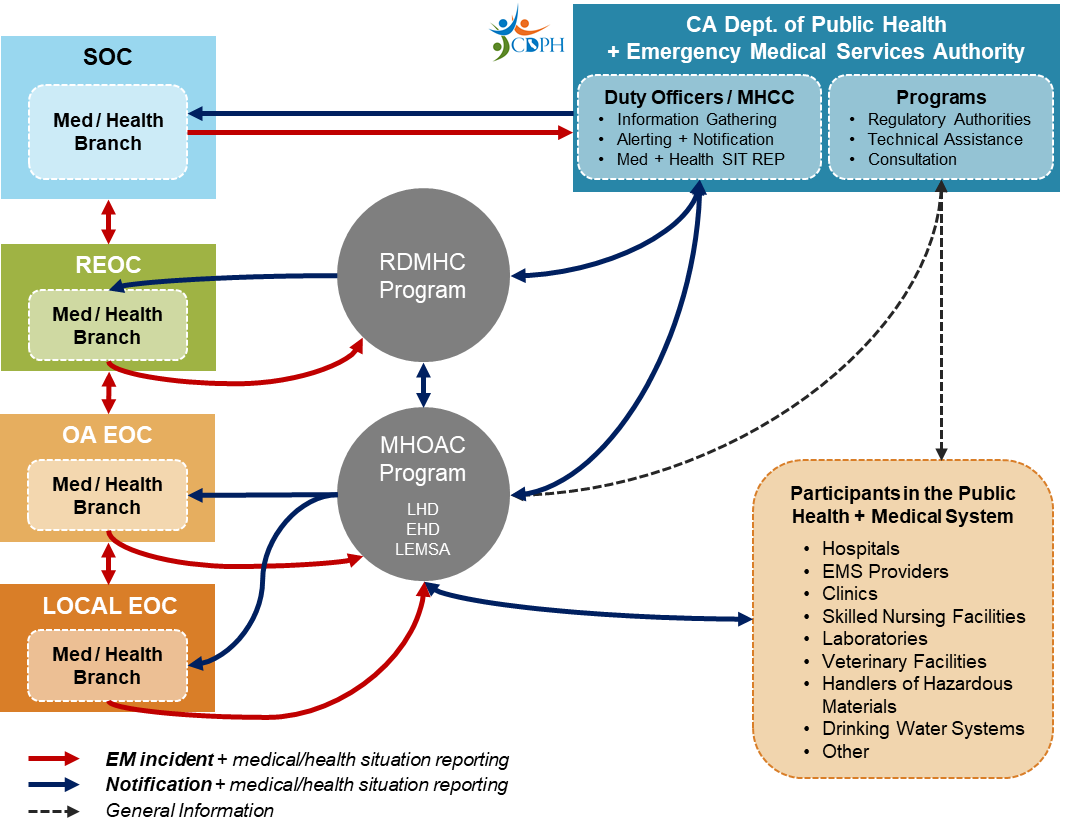 SOC
Med / Health
Branch
CDPH
CA Dept. of Public Health
+ Emergency Medical Services Authority
Duty Officers / MHCC
• Information Gathering
• Alerting + Notification
• Med + Health SIT REP
Programs
• Regulatory Authorities
• Technical Assistance
• Consultation
REOC
Med / Health
Branch
RDMHC
Program
OA EOC
Med / Health
Branch
MHOAC
Program
LHD
EHD
LEMSA
LOCAL EOC
Med / Health
Branch
Participants in the Public
Health + Medical System
• Hospitals
• EMS Providers
• Clinics
• Skilled Nursing Facilities
• Laboratories
• Veterinary Facilities
• Handlers of Hazardous
Materials
• Drinking Water Systems
• Other
EM incident + medical/health situation reporting
Notification + medical/health situation reporting
General Information